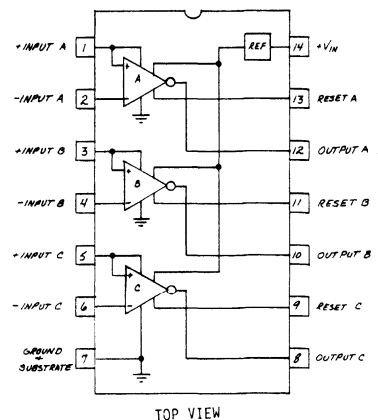 +INPUT A 1
-INPUT A 2
+INPUT B 3
-INPUT B 4
+INPUT C 5
-INPUT C 6
GROUND
+
SUBSTRATE
7
+
A
-
+
B
-
+
C
-
REF
14 +VIN
13 RESET A
12 OUTPUT A
11 RESET B
10 OUTPUT B
9 RESET C
8 OUTPUT C
TOP VIEW